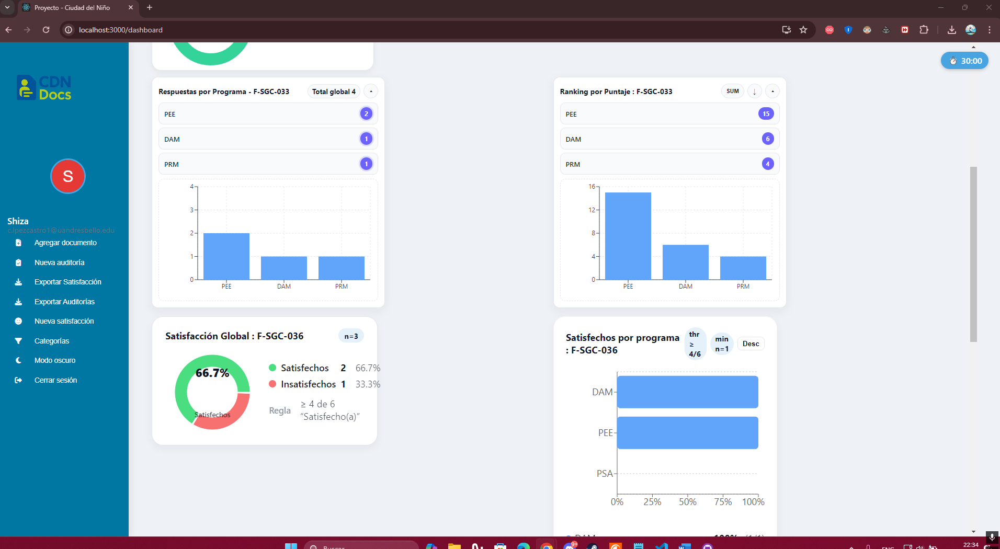 Proyecto - Ciudad del Niño
localhost:3000/dashboard
30:00
CDN
Docs
S
Shiza
c.lpezcastro1@uandresbello.edu
Agregar documento
Nueva auditoría
Exportar Satisfacción
Exportar Auditorías
Nueva satisfacción
Categorías
Modo oscuro
Cerrar sesión
Respuestas por Programa - F-SGC-033
Total global 4
PEE 2
DAM 1
PRM 1
4
3
2
1
0
PEE DAM PRM
Ranking por Puntaje : F-SGC-033
SUM ↓
PEE 15
DAM 6
PRM 4
16
12
8
4
0
PEE DAM PRM
Satisfacción Global : F-SGC-036
n=3
66.7%
Satisfechos
Satisfechos 2 66.7%
Insatisfechos 1 33.3%
Regla
≥ 4 de 6
“Satisfecho(a)”
Satisfechos por programa
: F-SGC-036
thr
≥
4/6
min
n=1
Desc
DAM
PEE
PSA
0% 25% 50% 75% 100%
DAM 100% (1/1)
Buscar
9+
ENG
22:34